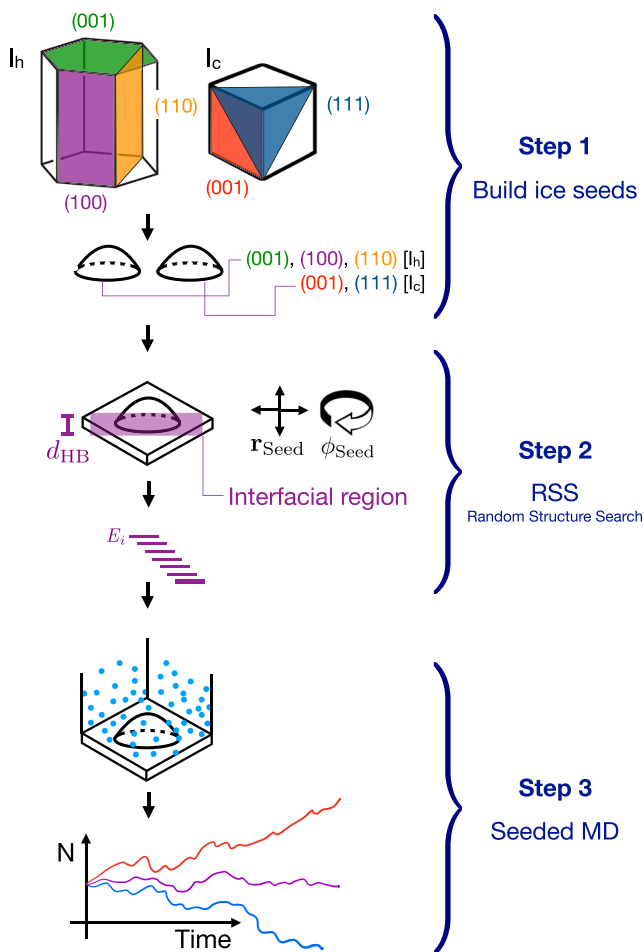 (001)
Ih
Ic
(110)
(111)
(001)
(100)
Step 1
Build ice seeds
(001), (100), (110) [Ih]
(001), (111) [Ic]
dHB
rSeed
ϕSeed
Interfacial region
Step 2
RSS
Random Structure Search
Ei
Step 3
Seeded MD
N
Time